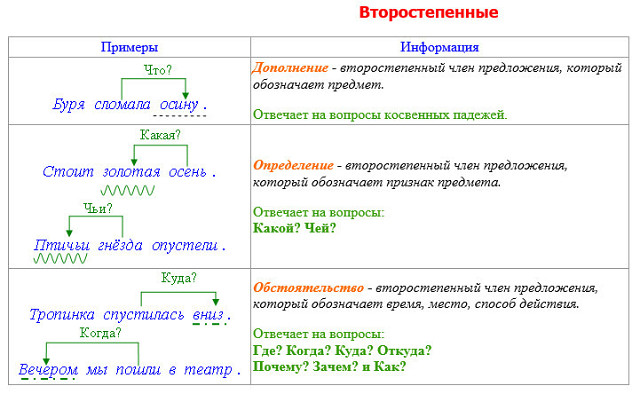 Второстепенные
Примеры
Информация
Что?
Буря сломала осину.
Дополнение - второстепенный член предложения, который
обозначает предмет.
Отвечает на вопросы косвенных падежей.
Какая?
Стоит золотая осень.
Чьи?
Птичьи гнёзда опустели.
Определение - второстепенный член предложения,
который обозначает признак предмета.
Отвечает на вопросы:
Какой? Чей?
Куда?
Тропинка спустилась вниз.
Когда?
Вечером мы пошли в театр.
Обстоятельство - второстепенный член предложения,
который обозначает время, место, способ действия.
Отвечает на вопросы:
Где? Когда? Куда? Откуда?
Почему? Зачем? и Как?